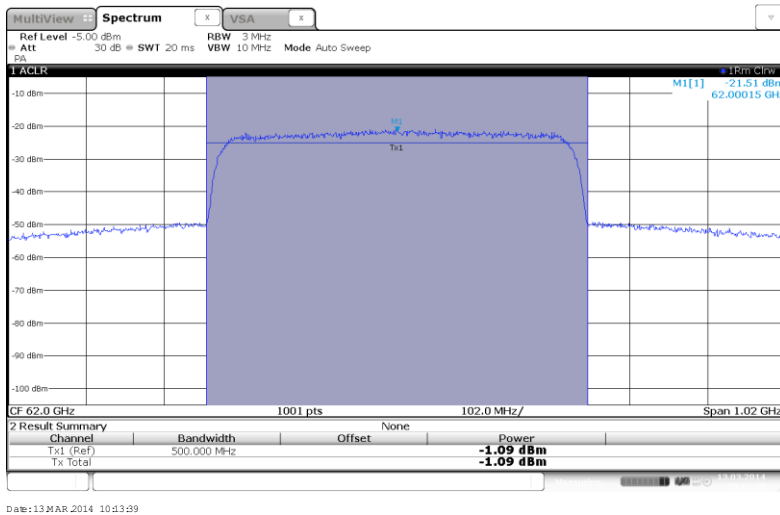 MultiView Spectrum x VSA x
Ref Level -5.00 dBm RBW 3 MHz
Att 30 dB SWT 20 ms VBW 10 MHz Mode Auto Sweep
PA
1 ACLR 1Rm Clrw
M1[1] -21.51 dBm
62.00015 GHz
-10 dBm
M1
-20 dBm
Tx1
-30 dBm
-40 dBm
-50 dBm
-60 dBm
-70 dBm
-80 dBm
-90 dBm
-100 dBm
CF 62.0 GHz 1001 pts 102.0 MHz/ Span 1.02 GHz
2 Result Summary None
Channel Bandwidth Offset Power
Tx1 (Ref) 500.000 MHz -1.09 dBm
Tx Total -1.09 dBm
13.03.2014
Date:13.MAR.2014 10:13:39